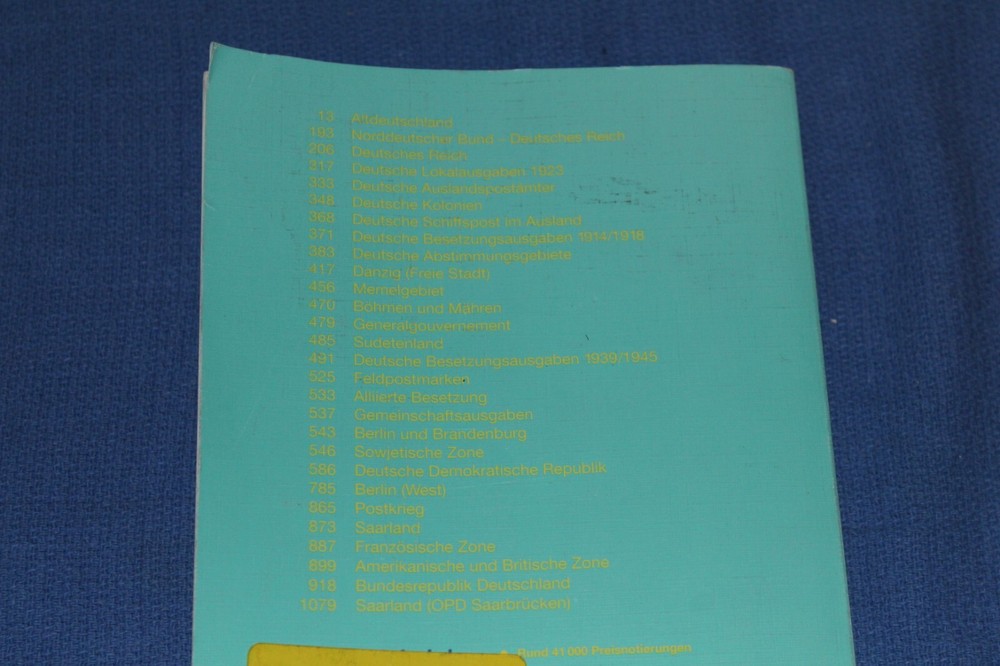 13 Altdeutschland
193 Norddeutscher Bund - Deutsches Reich
206 Deutsches Reich
317 Deutsche Lokalausgaben 1923
333 Deutsche Auslandspostämter
348 Deutsche Kolonien
368 Deutsche Schiffspost im Ausland
371 Deutsche Besetzungsausgaben 1914/1918
383 Deutsche Abstimmungsgebiete
417 Danzig (Freie Stadt)
456 Memelgebiet
470 Böhmen und Mähren
479 Generalgouvernement
485 Sudetenland
491 Deutsche Besetzungsausgaben 1939/1945
525 Feldpostmarken
533 Alliierte Besetzung
537 Gemeinschaftsausgaben
543 Berlin und Brandenburg
546 Sowjetische Zone
586 Deutsche Demokratische Republik
785 Berlin (West)
865 Postkrieg
873 Saarland
887 Französische Zone
899 Amerikanische und Britische Zone
918 Bundesrepublik Deutschland
1079 Saarland (OPD Saarbrücken)
Rund 41 000 Preisnotierungen